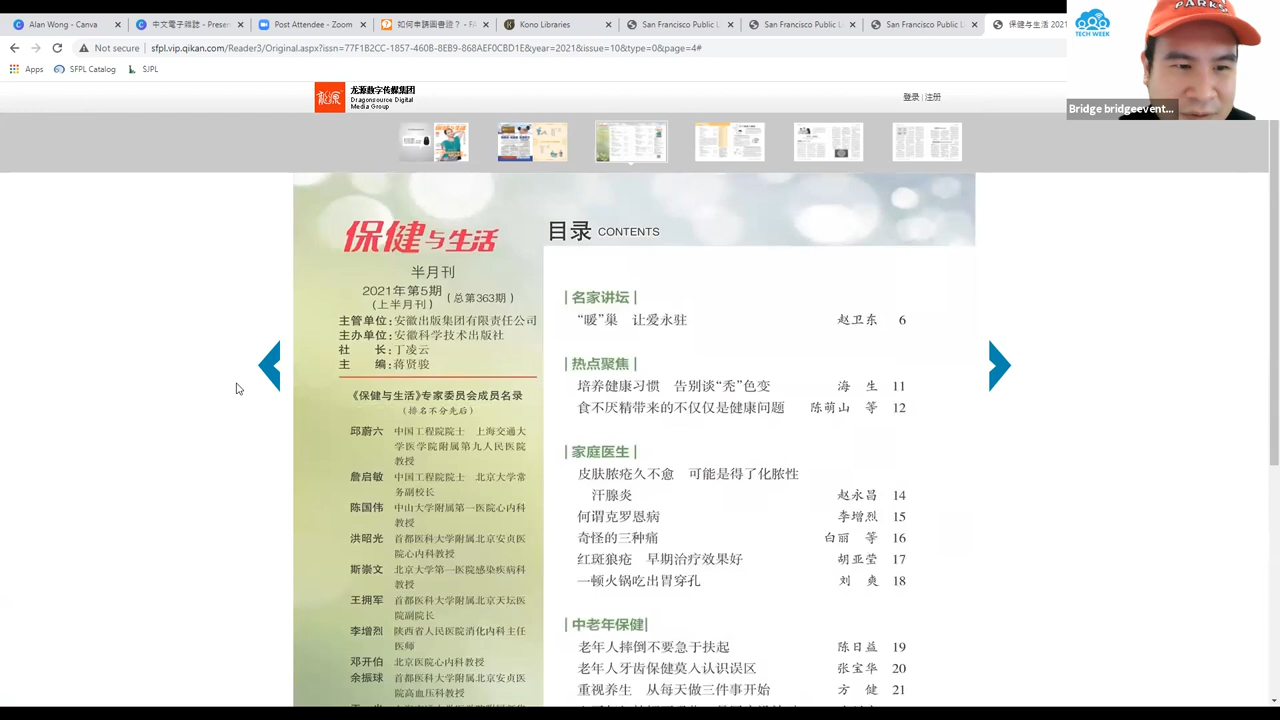 Alan Wong - Canva
中文電子雜誌 - Presen
Post Attendee - Zoom
如何申請圖書證？ - F
Kono Libraries
San Francisco Public L
San Francisco Public Li
San Francisco Public Li
保健与生活 2021
Not secure
sfpl.vip.qikan.com/Reader3/Original.aspx?issn=77F1B2CC-1857-460B-8EB9-868AEF0CBD1E&year=2021&issue=10&type=0&page=4#
Apps
SFPL Catalog
SJPL
TECH WEEK
PARKS
Bridge bridgeevent...
龙源
龙源数字传媒集团
Dragonsource Digital
Media Group
登录 | 注册
保健与生活
半月刊
2021年第5期
(上半月刊)
(总第363期)
主管单位:安徽出版集团有限责任公司
主办单位:安徽科学技术出版社
社 长:丁凌云
主 编:蒋贤骏
《保健与生活》专家委员会成员名录
(排名不分先后)
邱蔚六 中国工程院院士 上海交通大
学医学院附属第九人民医院
教授
詹启敏 中国工程院院士 北京大学常
务副校长
陈国伟 中山大学附属第一医院心内科
教授
洪昭光 首都医科大学附属北京安贞医
院心内科教授
斯崇文 北京大学第一医院感染疾病科
教授
王拥军 首都医科大学附属北京天坛医
院副院长
李增烈 陕西省人民医院消化内科主任
医师
邓开伯 北京医院心内科教授
余振球 首都医科大学附属北京安贞医
院高血压科教授
目录 CONTENTS
|名家讲坛|
“暖”巢 让爱永驻 赵卫东 6
|热点聚焦|
培养健康习惯 告别谈“秃”色变 海 生 11
食不厌精带来的不仅仅是健康问题 陈萌山 等 12
|家庭医生|
皮肤脓疮久不愈 可能是得了化脓性
汗腺炎 赵永昌 14
何谓克罗恩病 李增烈 15
奇怪的三种痛 白丽 等 16
红斑狼疮 早期治疗效果好 胡亚莹 17
一顿火锅吃出胃穿孔 刘 爽 18
|中老年保健|
老年人摔倒不要急于扶起 陈日益 19
老年人牙齿保健莫入认识误区 张宝华 20
重视养生 从每天做三件事开始 方 健 21